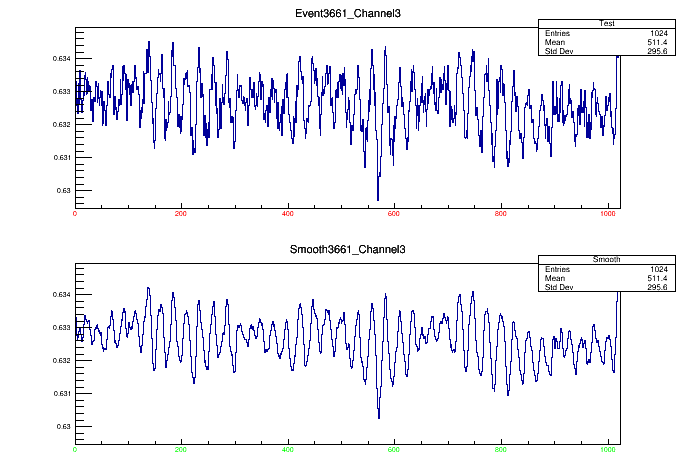 Event3661_Channel3
Test
Entries 1024
Mean 511.4
Std Dev 295.6
0.634
0.633
0.632
0.631
0.63
0 200 400 600 800 1000
Smooth3661_Channel3
Smooth
Entries 1024
Mean 511.4
Std Dev 295.6
0.634
0.633
0.632
0.631
0.63
0 200 400 600 800 1000